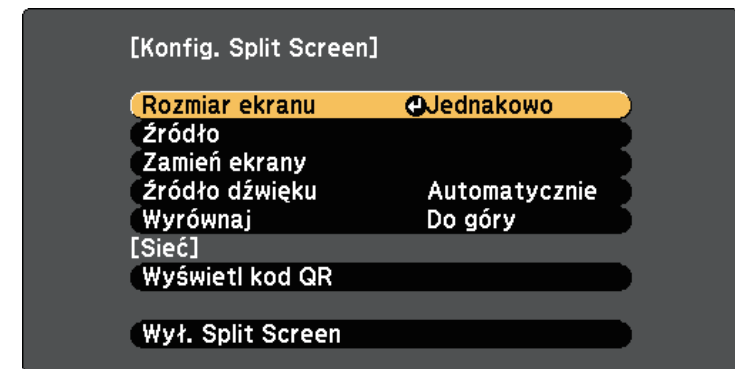 [Konfig. Split Screen]
Rozmiar ekranu Jednakowo
Źródło
Zamień ekrany
Źródło dźwięku Automatycznie
Wyrównaj Do góry
[Sieć]
Wyświetl kod QR
Wył. Split Screen